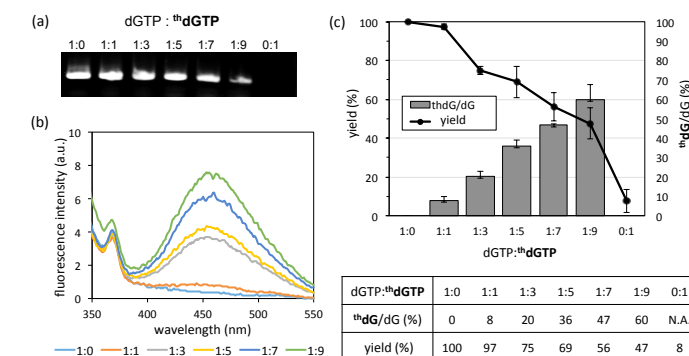 (a)
dGTP : thdGTP
1:0 1:1 1:3 1:5 1:7 1:9 0:1
(b)
fluorescence intensity (a.u.)
10
8
6
4
2
0
350 400 450 500 550
wavelength (nm)
1:0 1:1 1:3 1:5 1:7 1:9
(c)
yield (%)
100
80
60
40
20
0
thdG/dG
yield
100
90
80
70
60
50
40
30
20
10
0
thdG/dG (%)
1:0 1:1 1:3 1:5 1:7 1:9 0:1
dGTP:thdGTP
dGTP:thdGTP 1:0 1:1 1:3 1:5 1:7 1:9 0:1
thdG/dG (%) 0 8 20 36 47 60 N.A.
yield (%) 100 97 75 69 56 47 8